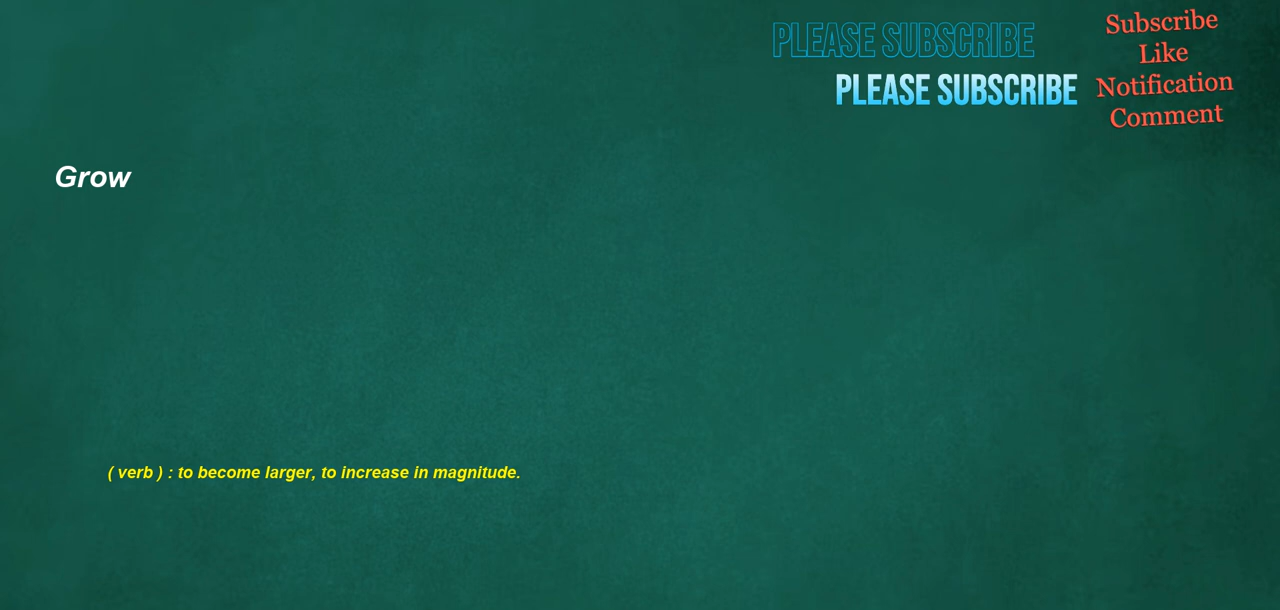 PLEASE SUBSCRIBE
PLEASE SUBSCRIBE
Subscribe
Like
Notification
Comment
Grow
( verb ) : to become larger, to increase in magnitude.